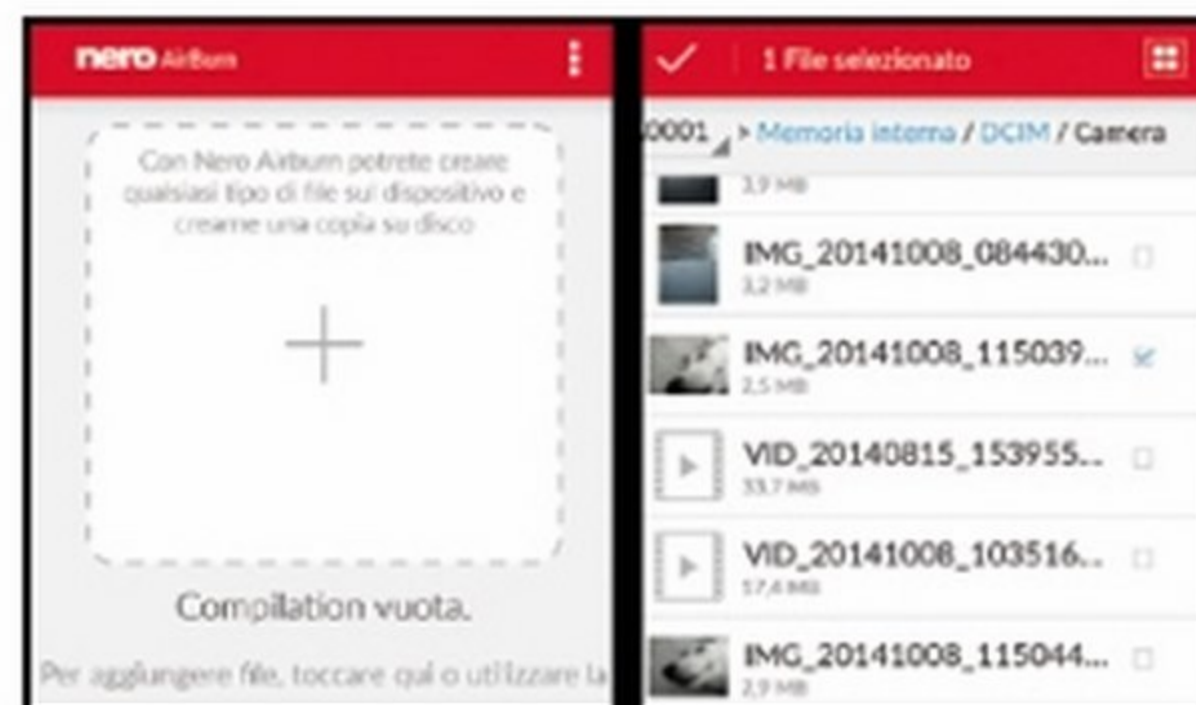 nero AirBurn
Con Nero Airburn potrete creare
qualsiasi tipo di file sul dispositivo e
crearne una copia su disco
Compilation vuota.
Per aggiungere file, toccare qui o utilizzare la
1 File selezionato
0001 > Memoria interna / DCIM / Camera
3,9 MB
IMG_20141008_084430...
3,2 MB
IMG_20141008_115039...
2,5 MB
VID_20140815_153955...
33,7 MB
VID_20141008_103516...
17,4 MB
IMG_20141008_115044...
2,9 MB